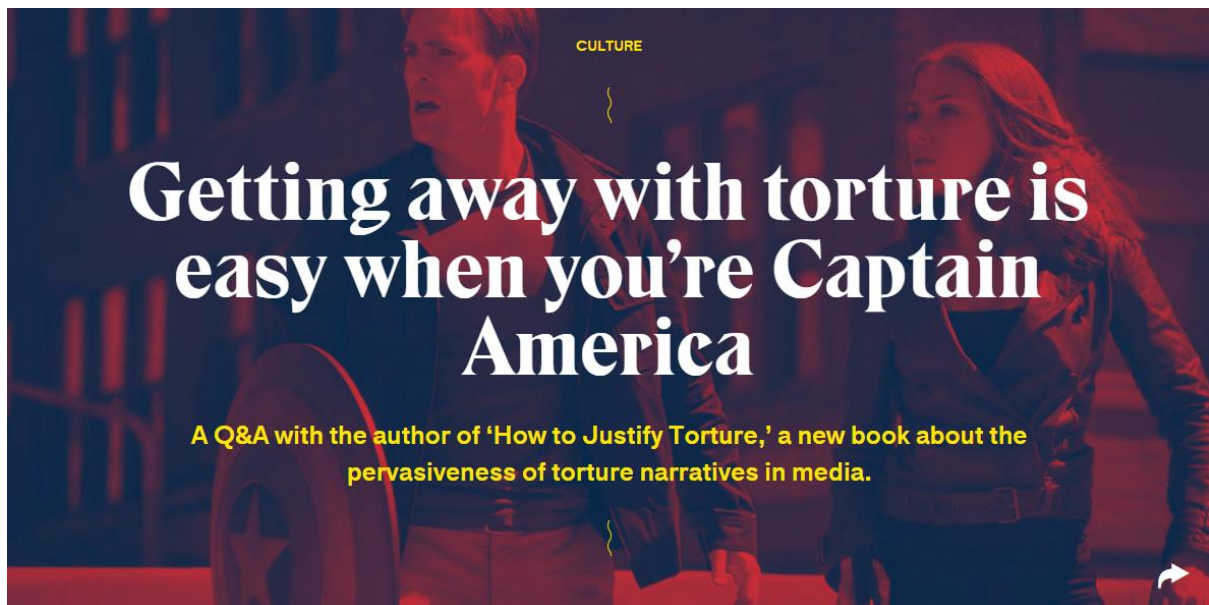 CULTURE
Getting away with torture is
easy when you’re Captain
America
A Q&A with the author of ‘How to Justify Torture,’ a new book about the
pervasiveness of torture narratives in media.